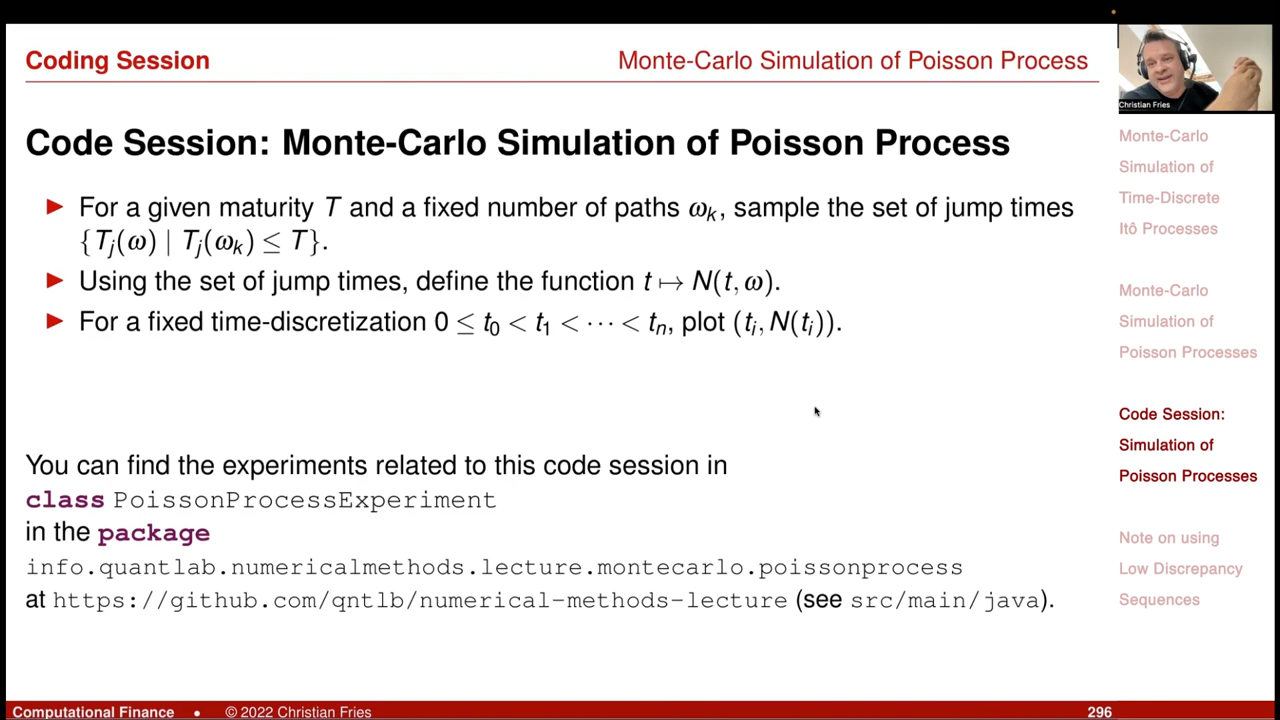 Coding Session
Monte-Carlo Simulation of Poisson Process
Code Session: Monte-Carlo Simulation of Poisson Process
► For a given maturity T and a fixed number of paths ωₖ, sample the set of jump times
{Tⱼ(ω) | Tⱼ(ωₖ) ≤ T}.
► Using the set of jump times, define the function t ↦ N(t, ω).
► For a fixed time-discretization 0 ≤ t₀ < t₁ < ⋯ < tₙ, plot (tᵢ, N(tᵢ)).
You can find the experiments related to this code session in
class PoissonProcessExperiment
in the package
info.quantlab.numericalmethods.lecture.montecarlo.poissonprocess
at https://github.com/qntlb/numerical-methods-lecture (see src/main/java).
Christian Fries
Monte-Carlo
Simulation of
Time-Discrete
Itô Processes
Monte-Carlo
Simulation of
Poisson Processes
Code Session:
Simulation of
Poisson Processes
Note on using
Low Discrepancy
Sequences
Computational Finance • © 2022 Christian Fries
296